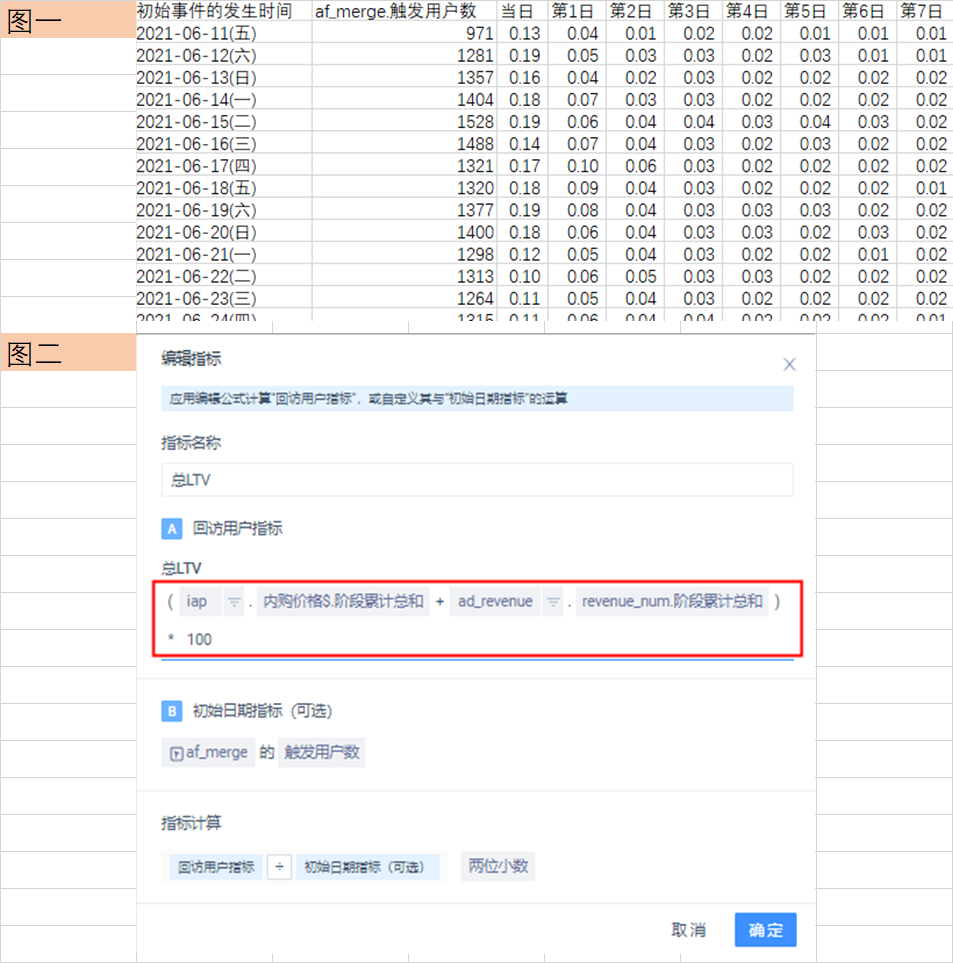 图一
初始事件的发生时间 af_merge.触发用户数 当日 第1日 第2日 第3日 第4日 第5日 第6日 第7日
2021-06-11(五) 971 0.13 0.04 0.01 0.02 0.02 0.01 0.01 0.01
2021-06-12(六) 1281 0.19 0.05 0.03 0.03 0.02 0.03 0.01 0.01
2021-06-13(日) 1357 0.16 0.04 0.02 0.03 0.02 0.02 0.02 0.02
2021-06-14(一) 1404 0.18 0.07 0.03 0.03 0.02 0.02 0.02 0.02
2021-06-15(二) 1528 0.19 0.06 0.04 0.04 0.03 0.04 0.03 0.02
2021-06-16(三) 1488 0.14 0.07 0.04 0.03 0.02 0.03 0.02 0.02
2021-06-17(四) 1321 0.17 0.10 0.06 0.03 0.02 0.02 0.02 0.02
2021-06-18(五) 1320 0.18 0.09 0.04 0.03 0.02 0.02 0.02 0.01
2021-06-19(六) 1377 0.19 0.08 0.04 0.03 0.03 0.03 0.02 0.02
2021-06-20(日) 1400 0.18 0.06 0.04 0.03 0.03 0.02 0.03 0.02
2021-06-21(一) 1298 0.12 0.05 0.04 0.03 0.02 0.02 0.01 0.02
2021-06-22(二) 1313 0.10 0.06 0.05 0.03 0.03 0.02 0.02 0.02
2021-06-23(三) 1264 0.11 0.05 0.04 0.03 0.02 0.02 0.02 0.02
2021-06-24(四) 1315 0.11 0.06 0.04 0.04 0.02 0.02 0.02 0.01
图二
编辑指标
应用编辑公式计算"回访用户指标"，或自定义其与"初始日期指标"的运算
指标名称
总LTV
A 回访用户指标
总LTV
( iap . 内购价格$.阶段累计总和 + ad_revenue . revenue_num.阶段累计总和 )
* 100
B 初始日期指标（可选）
af_merge 的 触发用户数
指标计算
回访用户指标 ÷ 初始日期指标（可选） 两位小数
取消 确定